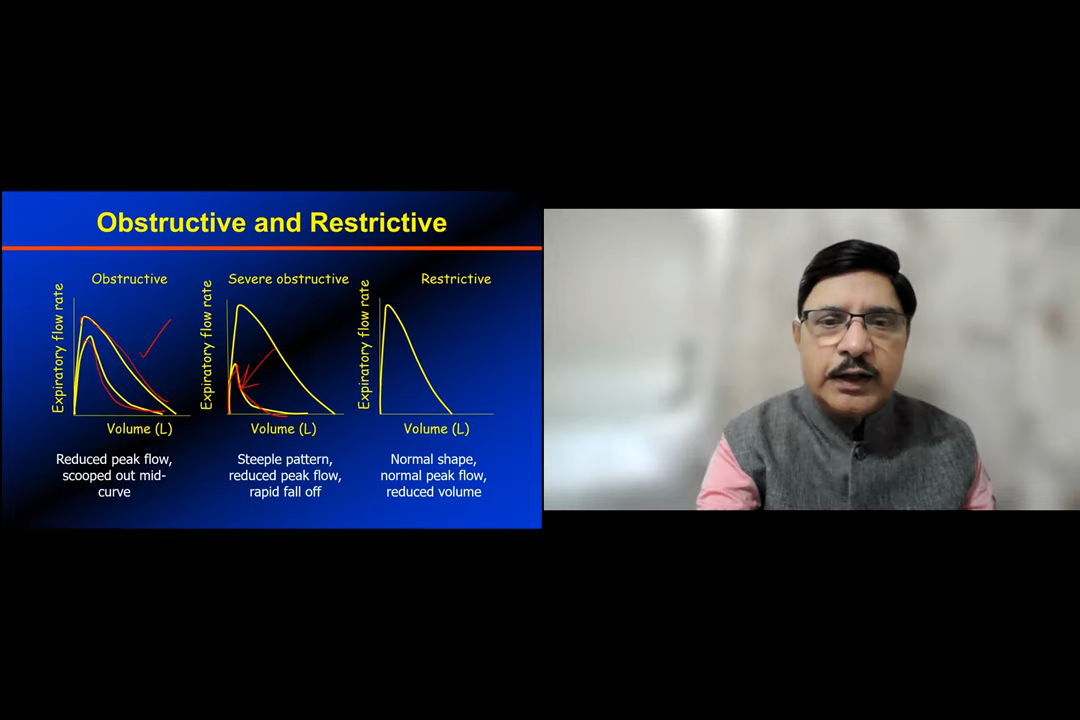 Obstructive and Restrictive
Obstructive
Expiratory flow rate
Volume (L)
Reduced peak flow,
scooped out mid-
curve
Severe obstructive
Expiratory flow rate
Volume (L)
Steeple pattern,
reduced peak flow,
rapid fall off
Restrictive
Expiratory flow rate
Volume (L)
Normal shape,
normal peak flow,
reduced volume